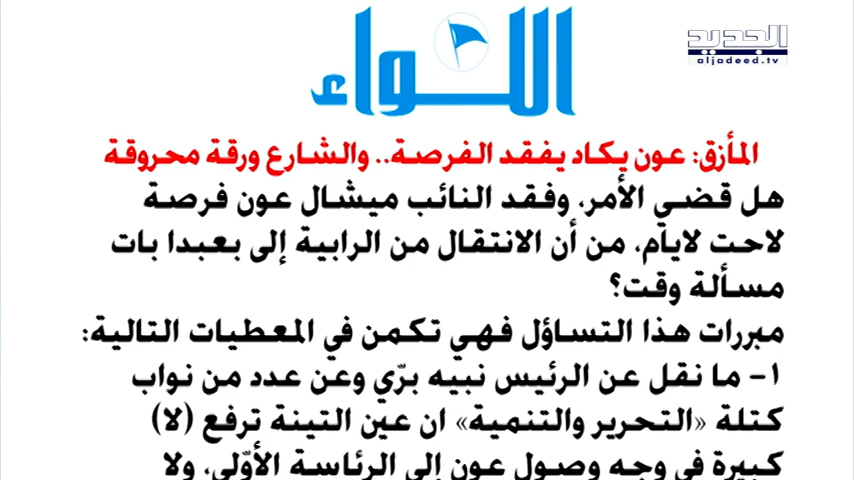 اللواء
الجديد
aljadeed.tv
المأزق: عون يكاد يفقد الفرصة.. والشارع ورقة محروقة
هل قضي الأمر، وفقد النائب ميشال عون فرصة
لاحت لايام، من أن الانتقال من الرابية إلى بعبدا بات
مسألة وقت؟
مبررات هذا التساؤل فهي تكمن في المعطيات التالية:
١- ما نقل عن الرئيس نبيه برّي وعن عدد من نواب
كتلة «التحرير والتنمية» ان عين التينة ترفع (لا)
كبيرة في وجه وصول عون إلى الرئاسة الأوّلى، ولا